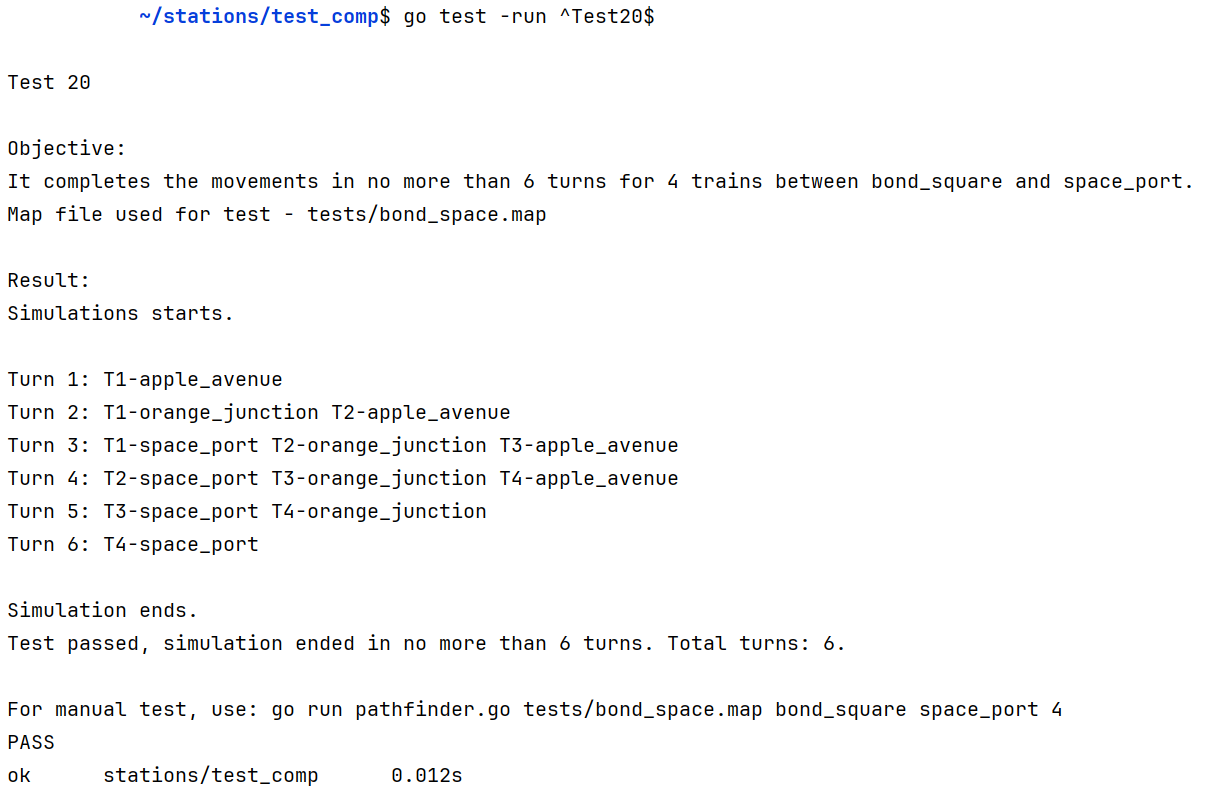 ~/stations/test_comp$ go test -run ^Test20$
Test 20
Objective:
It completes the movements in no more than 6 turns for 4 trains between bond_square and space_port.
Map file used for test - tests/bond_space.map
Result:
Simulations starts.
Turn 1: T1-apple_avenue
Turn 2: T1-orange_junction T2-apple_avenue
Turn 3: T1-space_port T2-orange_junction T3-apple_avenue
Turn 4: T2-space_port T3-orange_junction T4-apple_avenue
Turn 5: T3-space_port T4-orange_junction
Turn 6: T4-space_port
Simulation ends.
Test passed, simulation ended in no more than 6 turns. Total turns: 6.
For manual test, use: go run pathfinder.go tests/bond_space.map bond_square space_port 4
PASS
ok stations/test_comp 0.012s